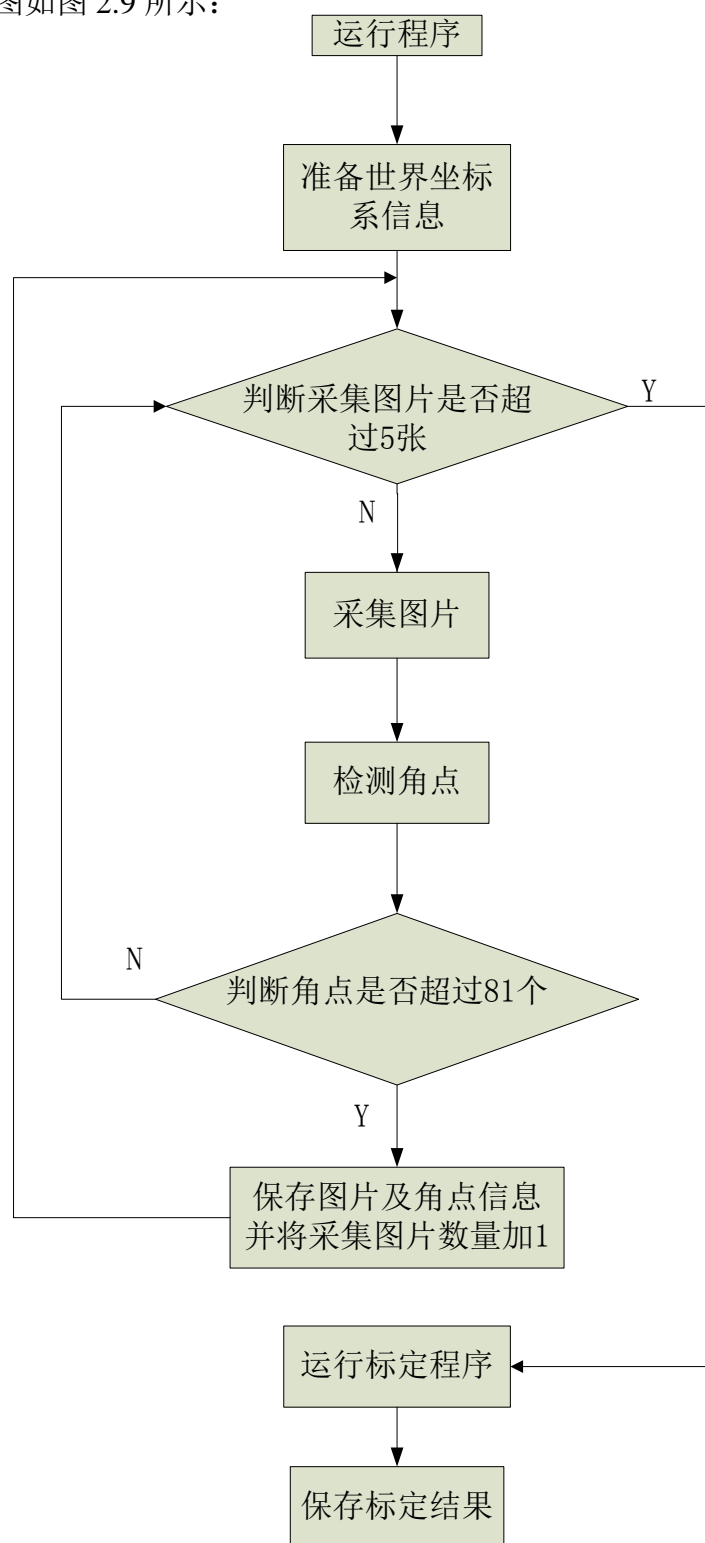 图如图 2.9 所示：
运行程序
准备世界坐标
系信息
判断采集图片是否超
过5张
Y
N
采集图片
检测角点
N
判断角点是否超过81个
Y
保存图片及角点信息
并将采集图片数量加1
运行标定程序
保存标定结果